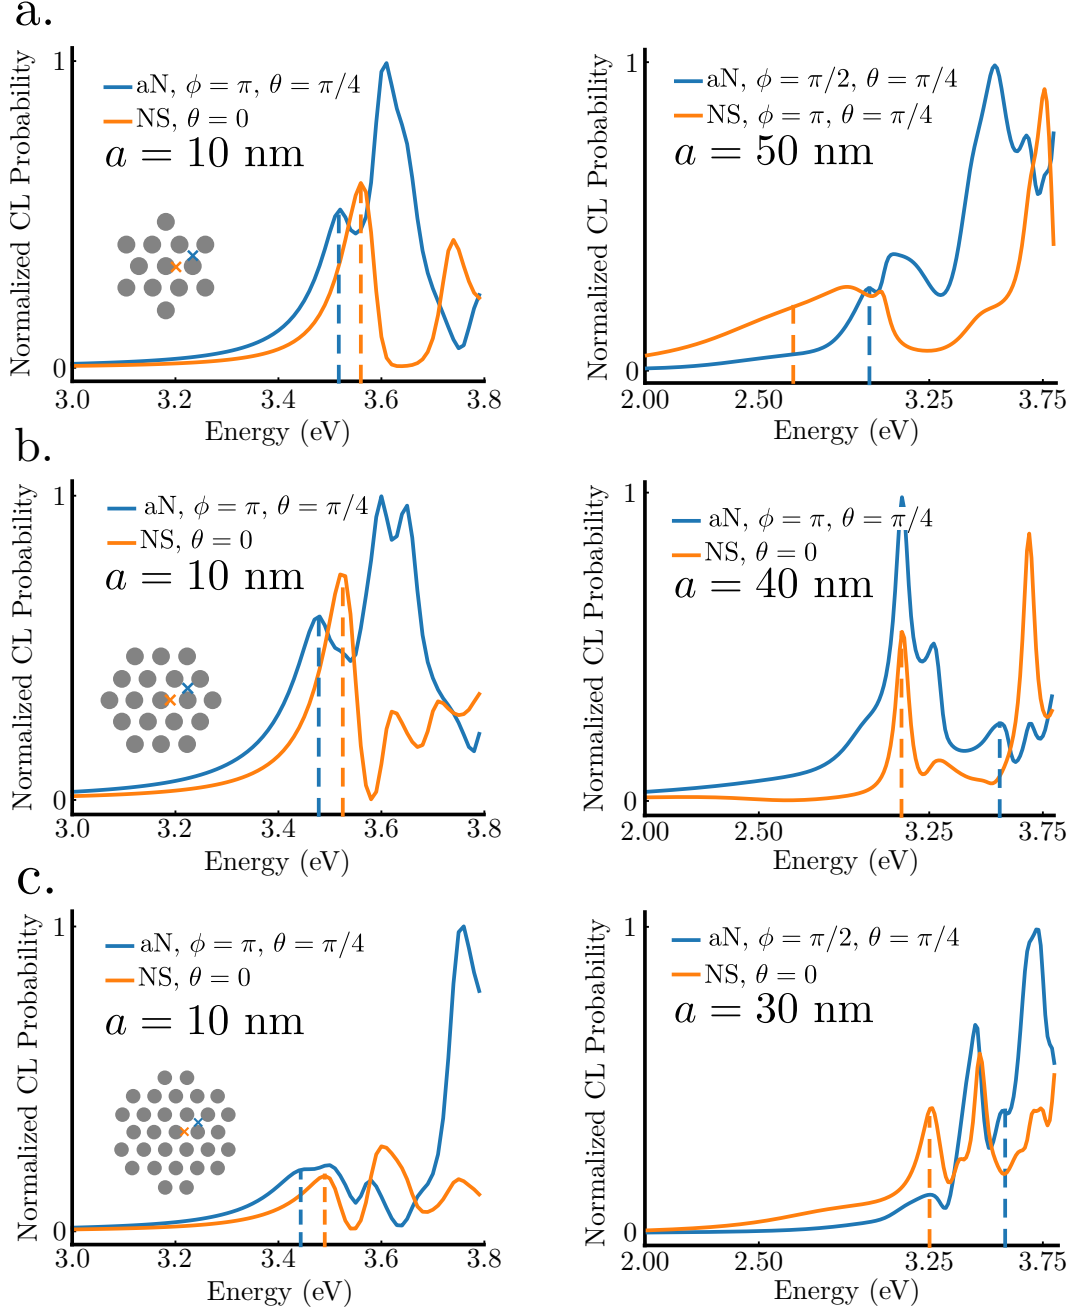 a.
Normalized CL Probability
1
0
aN, ϕ = π, θ = π/4
NS, θ = 0
a = 10 nm
3.0 3.2 3.4 3.6 3.8
Energy (eV)
Normalized CL Probability
1
0
aN, ϕ = π/2, θ = π/4
NS, ϕ = π, θ = π/4
a = 50 nm
2.00 2.50 3.25 3.75
Energy (eV)
b.
Normalized CL Probability
1
0
aN, ϕ = π, θ = π/4
NS, θ = 0
a = 10 nm
3.0 3.2 3.4 3.6 3.8
Energy (eV)
Normalized CL Probability
1
0
aN, ϕ = π, θ = π/4
NS, θ = 0
a = 40 nm
2.00 2.50 3.25 3.75
Energy (eV)
c.
Normalized CL Probability
1
0
aN, ϕ = π, θ = π/4
NS, θ = 0
a = 10 nm
3.0 3.2 3.4 3.6 3.8
Energy (eV)
Normalized CL Probability
1
0
aN, ϕ = π/2, θ = π/4
NS, θ = 0
a = 30 nm
2.00 2.50 3.25 3.75
Energy (eV)